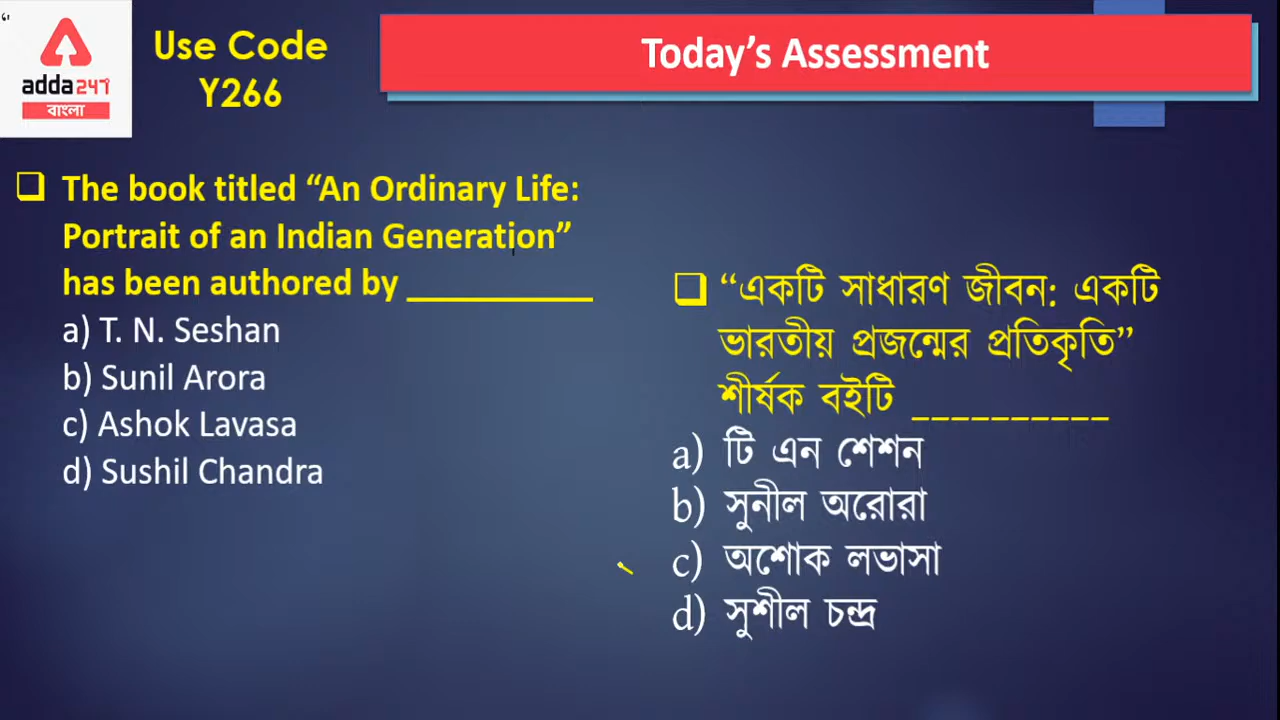 adda247
বাংলা
Use Code
Y266
Today's Assessment
❑ The book titled “An Ordinary Life:
Portrait of an Indian Generation”
has been authored by __________
a) T. N. Seshan
b) Sunil Arora
c) Ashok Lavasa
d) Sushil Chandra
❑ “একটি সাধারণ জীবন: একটি
ভারতীয় প্রজন্মের প্রতিকৃতি”
শীর্ষক বইটি __________
a) টি এন শেশন
b) সুনীল অরোরা
c) অশোক লভাসা
d) সুশীল চন্দ্র